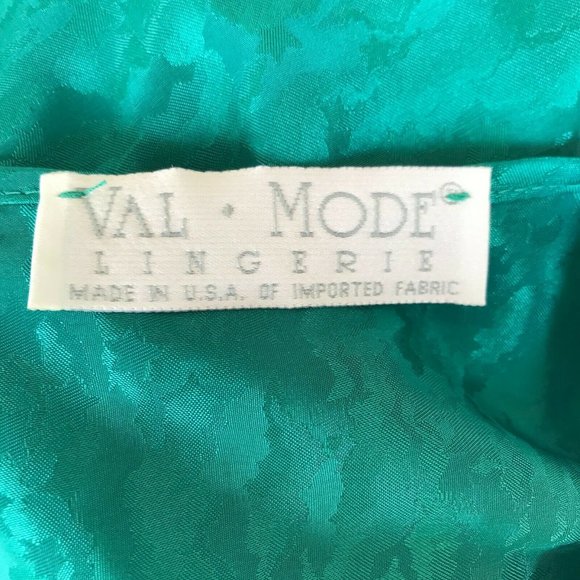 VAL • MODE®
LINGERIE
MADE IN U.S.A. OF IMPORTED FABRIC